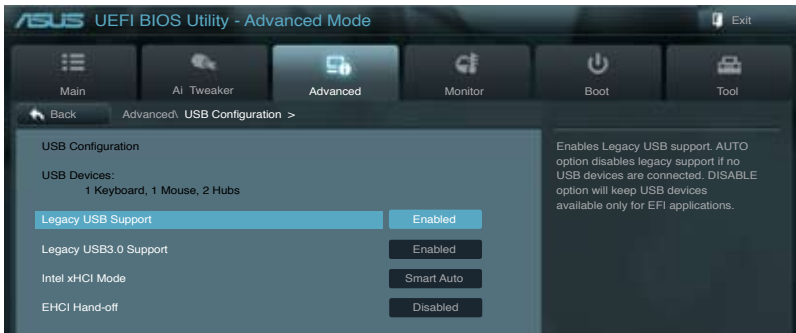 ASUS UEFI BIOS Utility - Advanced Mode
Exit
Main
Ai Tweaker
Advanced
Monitor
Boot
Tool
Back
Advanced\ USB Configuration >
USB Configuration
USB Devices:
1 Keyboard, 1 Mouse, 2 Hubs
Legacy USB Support Enabled
Legacy USB3.0 Support Enabled
Intel xHCI Mode Smart Auto
EHCI Hand-off Disabled
Enables Legacy USB support. AUTO
option disables legacy support if no
USB devices are connected. DISABLE
option will keep USB devices
available only for EFI applications.